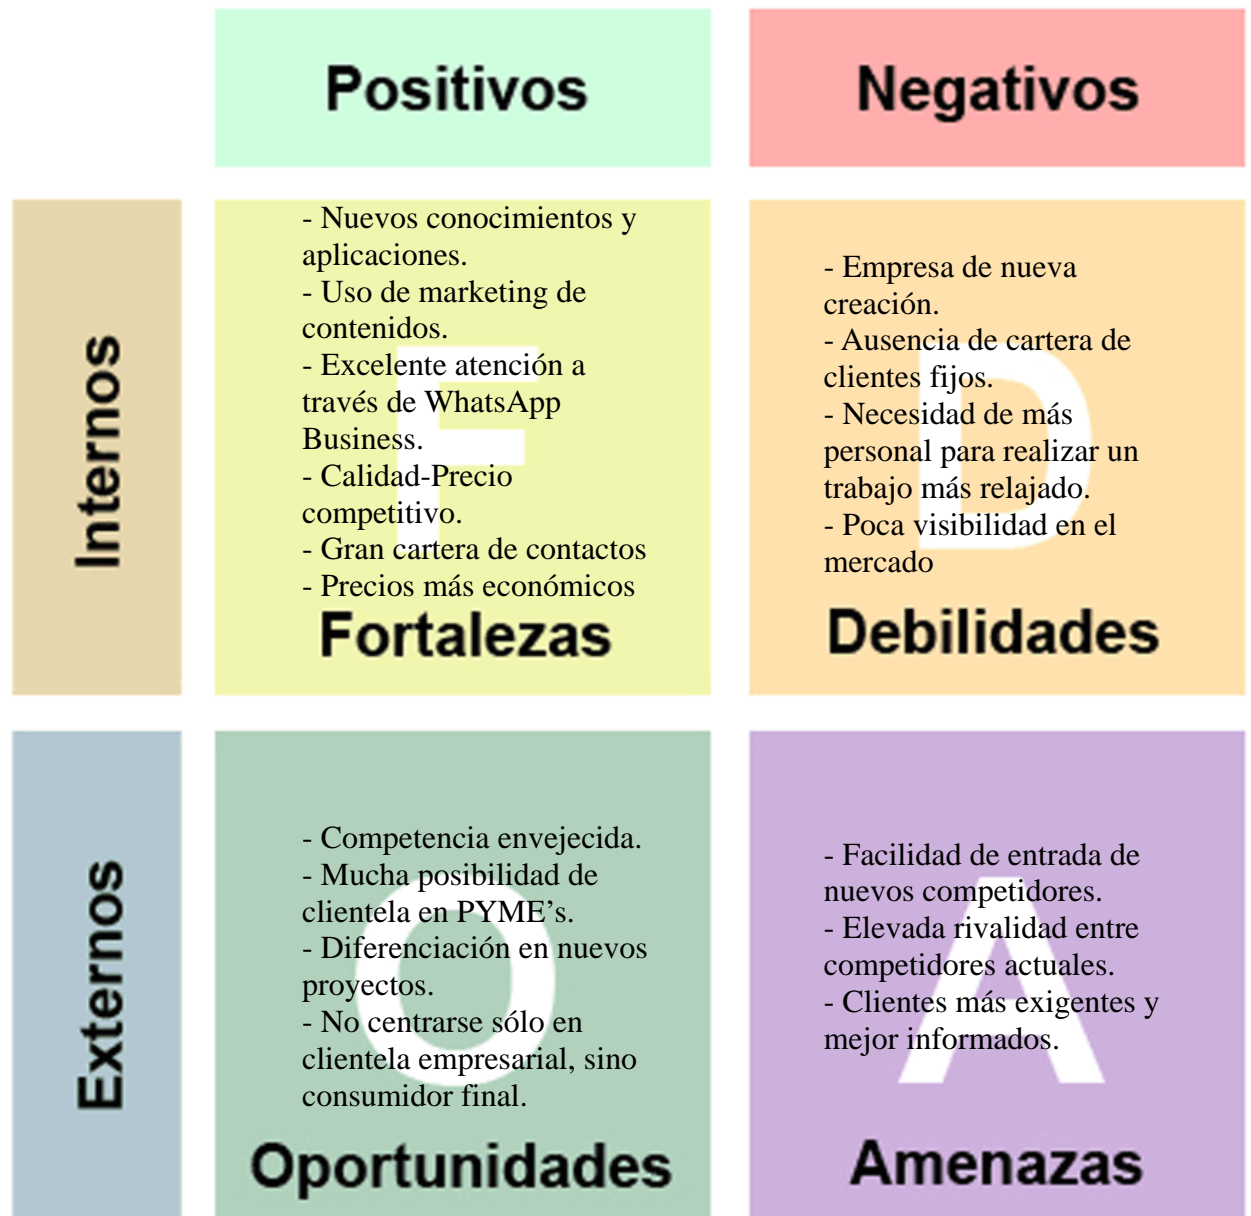 Positivos
Negativos
Internos
- Nuevos conocimientos y
aplicaciones.
- Uso de marketing de
contenidos.
- Excelente atención a
través de WhatsApp
Business.
- Calidad-Precio
competitivo.
- Gran cartera de contactos
- Precios más económicos
F
Fortalezas
- Empresa de nueva
creación.
- Ausencia de cartera de
clientes fijos.
- Necesidad de más
personal para realizar un
trabajo más relajado.
- Poca visibilidad en el
mercado
D
Debilidades
Externos
- Competencia envejecida.
- Mucha posibilidad de
clientela en PYME’s.
- Diferenciación en nuevos
proyectos.
- No centrarse sólo en
clientela empresarial, sino
consumidor final.
O
Oportunidades
- Facilidad de entrada de
nuevos competidores.
- Elevada rivalidad entre
competidores actuales.
- Clientes más exigentes y
mejor informados.
A
Amenazas